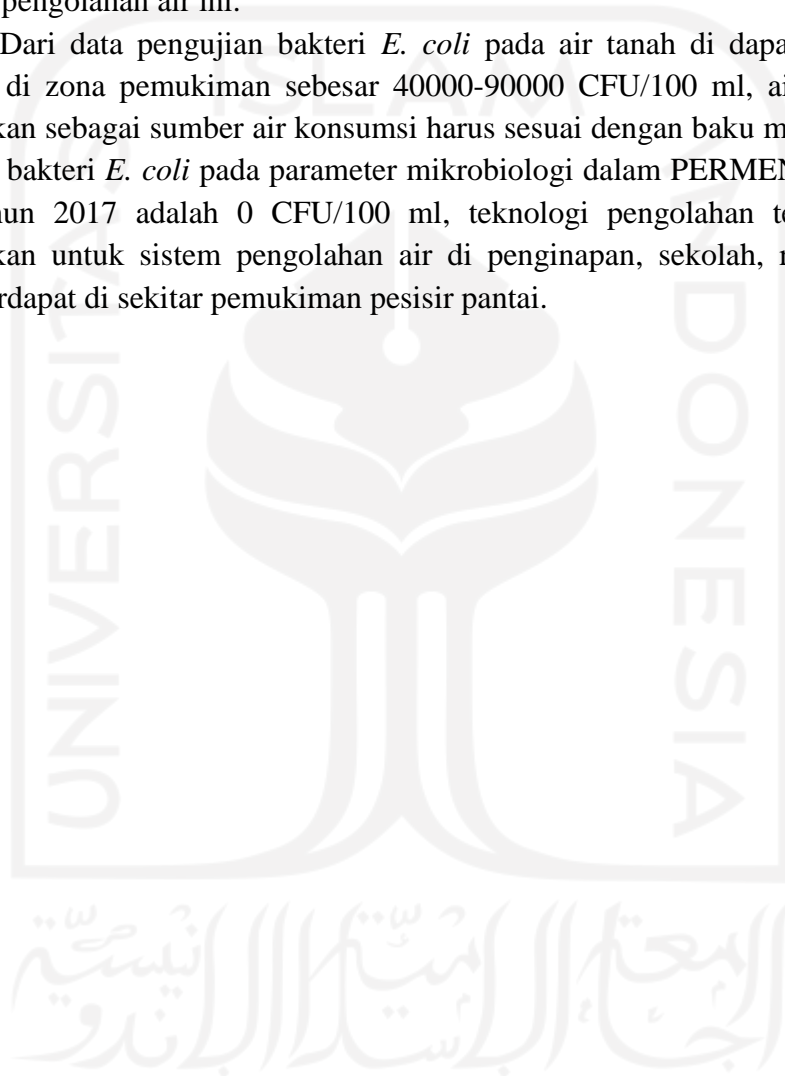 pengolahan air ini.
Dari data pengujian bakteri E. coli pada air tanah di dapa
di zona pemukiman sebesar 40000-90000 CFU/100 ml, ai
kan sebagai sumber air konsumsi harus sesuai dengan baku m
bakteri E. coli pada parameter mikrobiologi dalam PERMEN
un 2017 adalah 0 CFU/100 ml, teknologi pengolahan te
kan untuk sistem pengolahan air di penginapan, sekolah, r
rdapat di sekitar pemukiman pesisir pantai.
ISLAM
UNIVERSITAS
INDONESIA